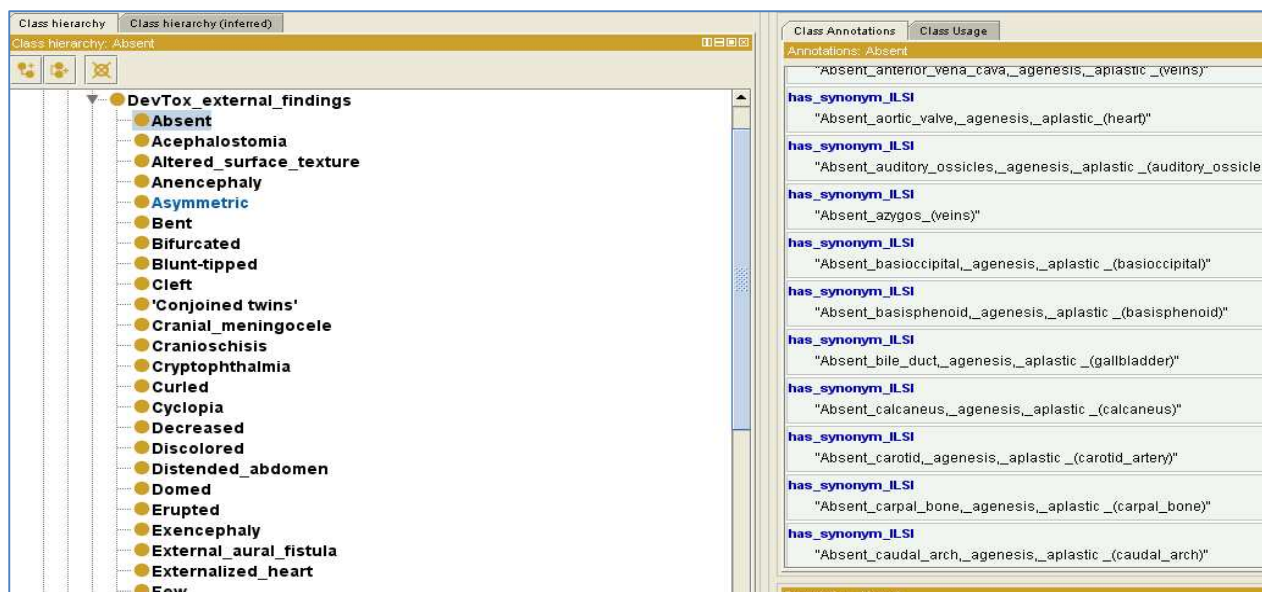 Class hierarchy
Class hierarchy (inferred)
Class hierarchy: Absent
DevTox_external_findings
Absent
Acephalostomia
Altered_surface_texture
Anencephaly
Asymmetric
Bent
Bifurcated
Blunt-tipped
Cleft
'Conjoined twins'
Cranial_meningocele
Cranioschisis
Cryptophthalmia
Curled
Cyclopia
Decreased
Discolored
Distended_abdomen
Domed
Erupted
Exencephaly
External_aural_fistula
Externalized_heart
Few
Class Annotations
Class Usage
Annotations: Absent
"Absent_anterior_vena_cava,_agenesis,_aplastic _(veins)"
has_synonym_ILSI
"Absent_aortic_valve,_agenesis,_aplastic_(heart)"
has_synonym_ILSI
"Absent_auditory_ossicles,_agenesis,_aplastic _(auditory_ossicle
has_synonym_ILSI
"Absent_azygos_(veins)"
has_synonym_ILSI
"Absent_basioccipital,_agenesis,_aplastic _(basioccipital)"
has_synonym_ILSI
"Absent_basisphenoid,_agenesis,_aplastic _(basisphenoid)"
has_synonym_ILSI
"Absent_bile_duct,_agenesis,_aplastic _(gallbladder)"
has_synonym_ILSI
"Absent_calcaneus,_agenesis,_aplastic _(calcaneus)"
has_synonym_ILSI
"Absent_carotid,_agenesis,_aplastic _(carotid_artery)"
has_synonym_ILSI
"Absent_carpal_bone,_agenesis,_aplastic _(carpal_bone)"
has_synonym_ILSI
"Absent_caudal_arch,_agenesis,_aplastic _(caudal_arch)"